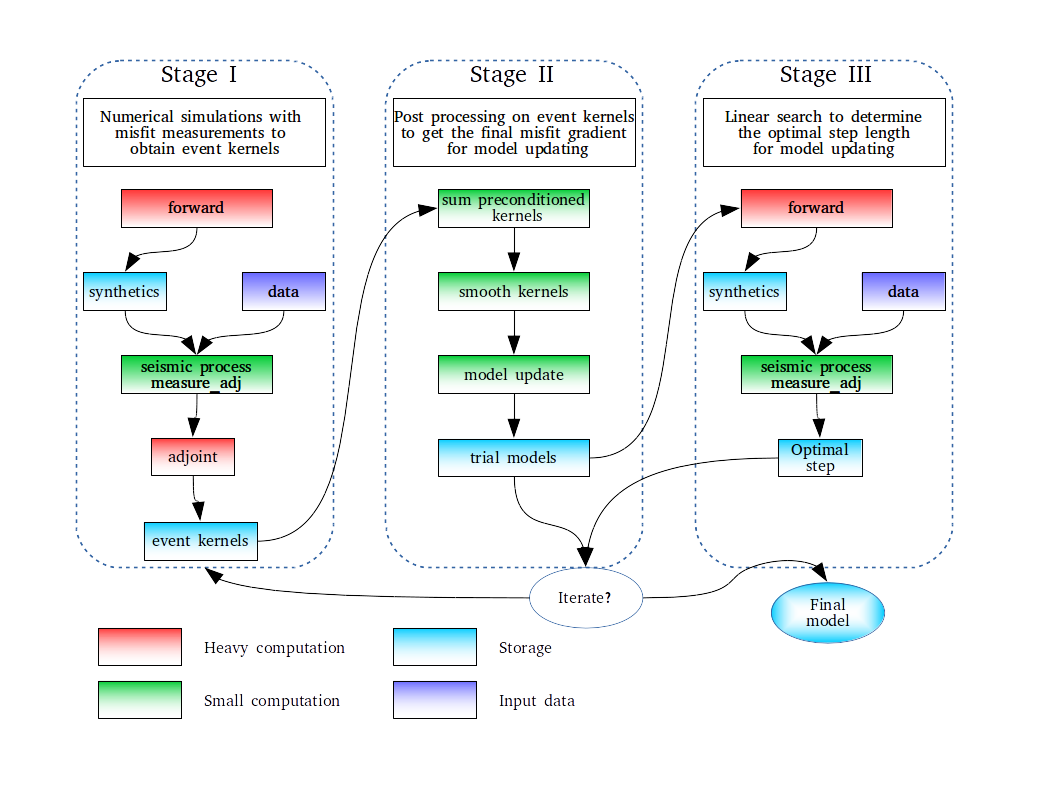 Stage I
Numerical simulations with
misfit measurements to
obtain event kernels
forward
synthetics
data
seismic process
measure_adj
adjoint
event kernels
Stage II
Post processing on event kernels
to get the final misfit gradient
for model updating
sum preconditioned
kernels
smooth kernels
model update
trial models
Stage III
Linear search to determine
the optimal step length
for model updating
forward
synthetics
data
seismic process
measure_adj
Optimal
step
Iterate?
Final
model
Heavy computation
Storage
Small computation
Input data